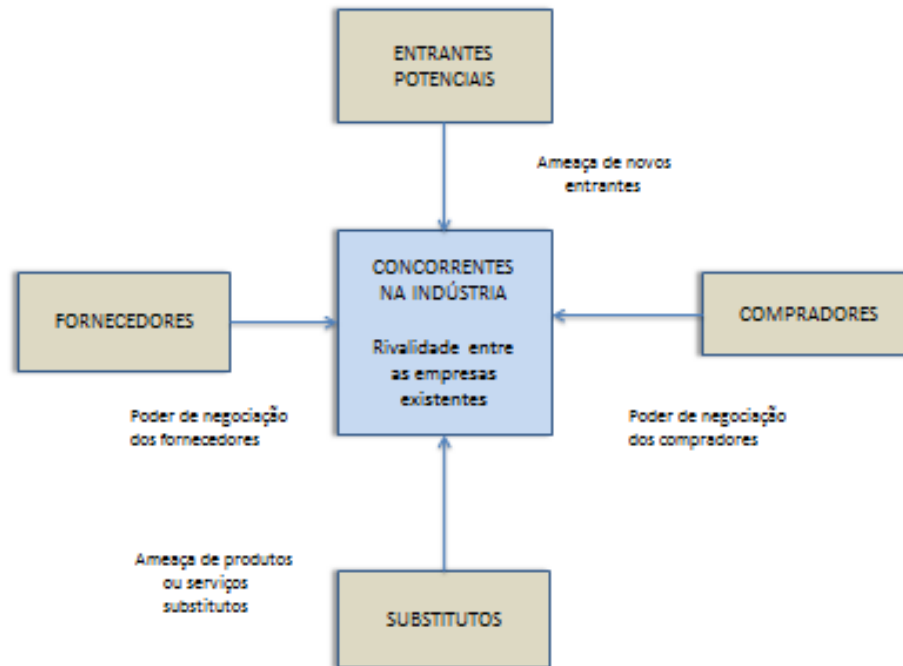 ENTRANTES
POTENCIAIS
Ameaça de novos
entrantes
CONCORRENTES
NA INDÚSTRIA
Rivalidade entre
as empresas
existentes
FORNECEDORES
COMPRADORES
Poder de negociação
dos fornecedores
Poder de negociação
dos compradores
Ameaça de produtos
ou serviços
substitutos
SUBSTITUTOS